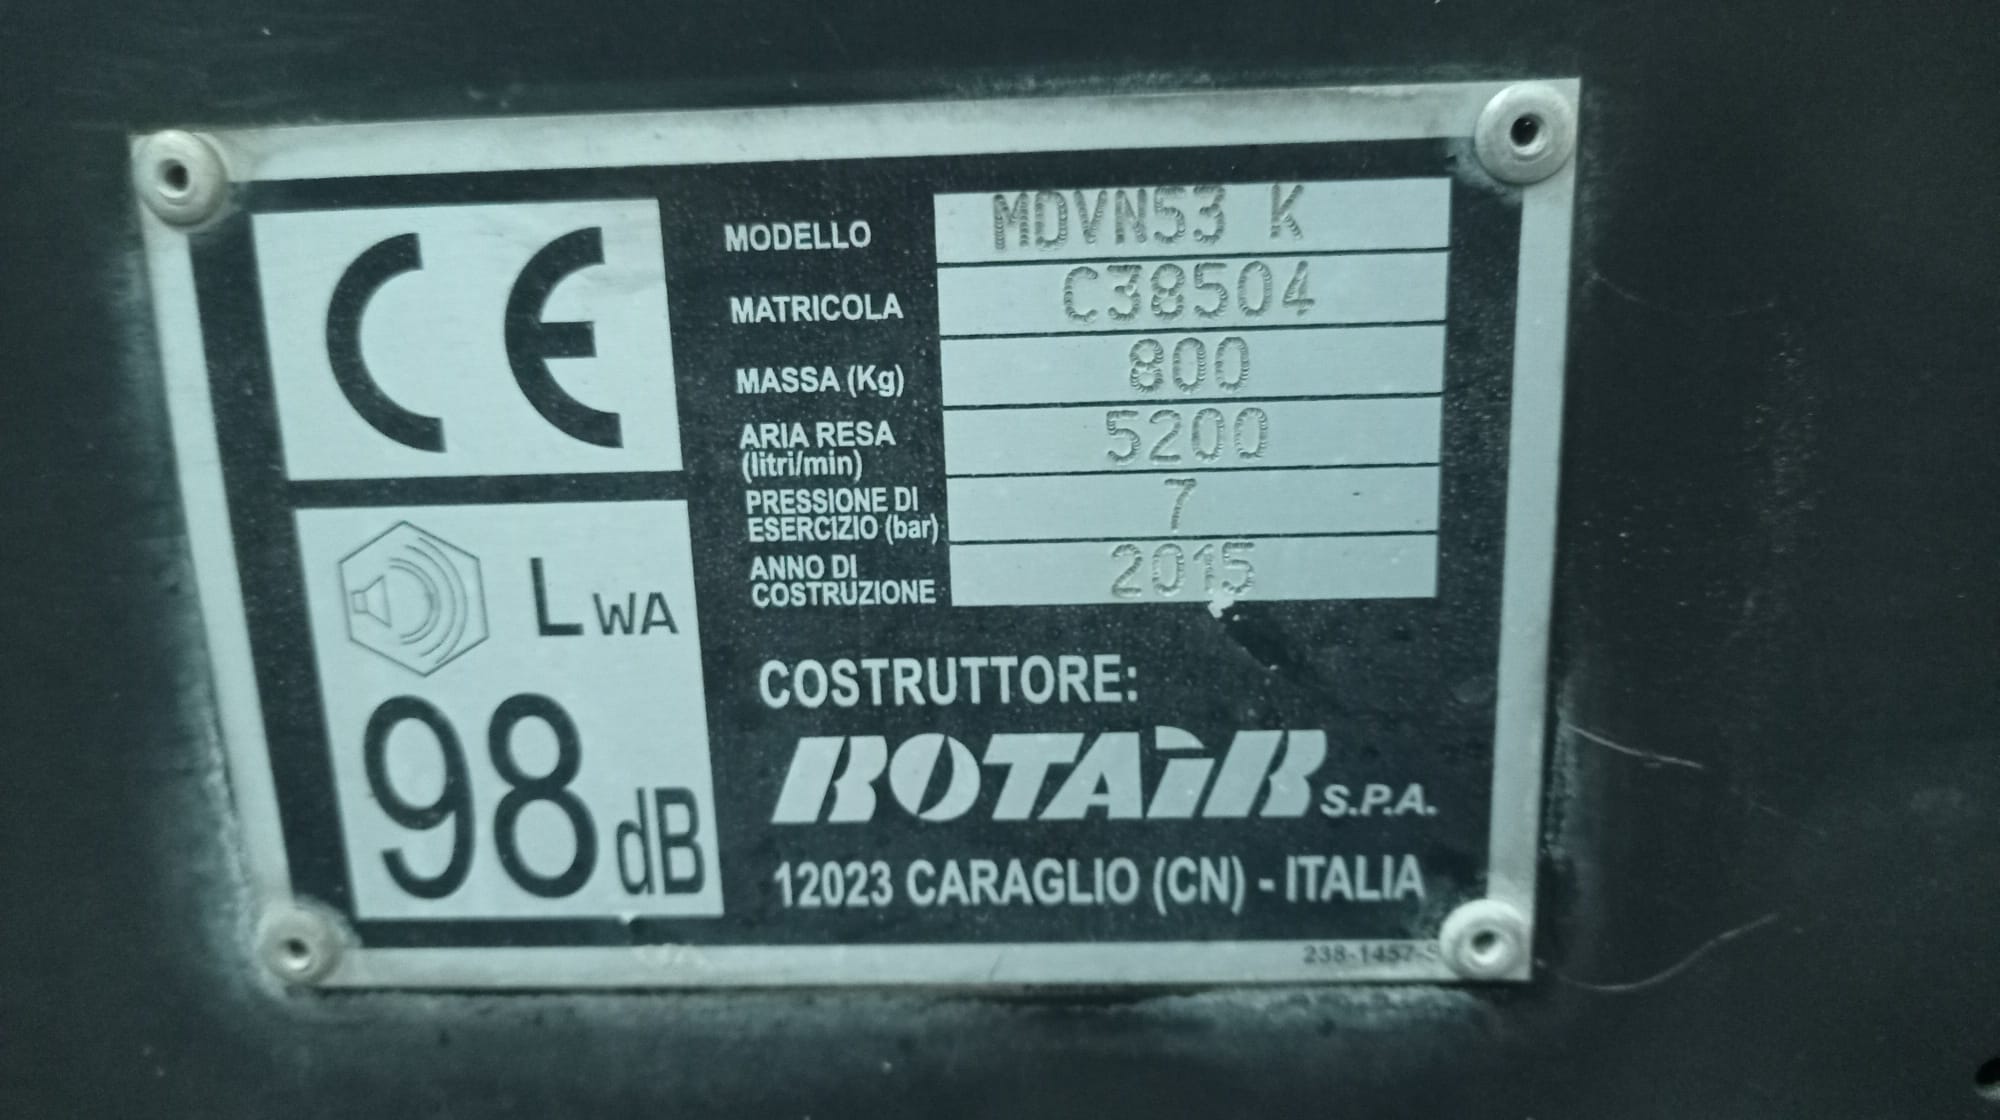 CE
MODELLO MDVN53 K
MATRICOLA C38504
MASSA (Kg) 800
ARIA RESA
(litri/min) 5200
PRESSIONE DI
ESERCIZIO (bar) 7
ANNO DI
COSTRUZIONE 2015
LWA
98 dB
COSTRUTTORE:
ROTAIR S.P.A.
12023 CARAGLIO (CN) - ITALIA